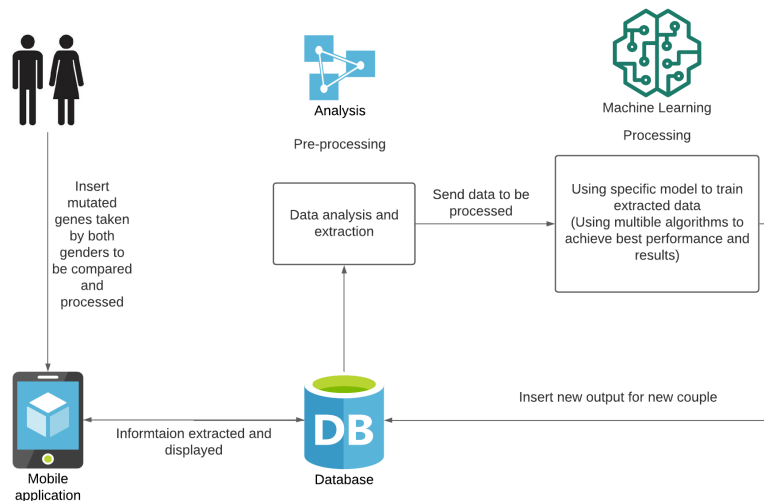 Analysis
Machine Learning
Pre-processing
Processing
Insert
mutated
genes taken
by both
genders to
be compared
and
processed
Data analysis and
extraction
Send data to be
processed
Using specific model to train
extracted data
(Using multible algorithms to
achieve best performance and
results)
Informtaion extracted and
displayed
DB
Insert new output for new couple
Mobile
application
Database